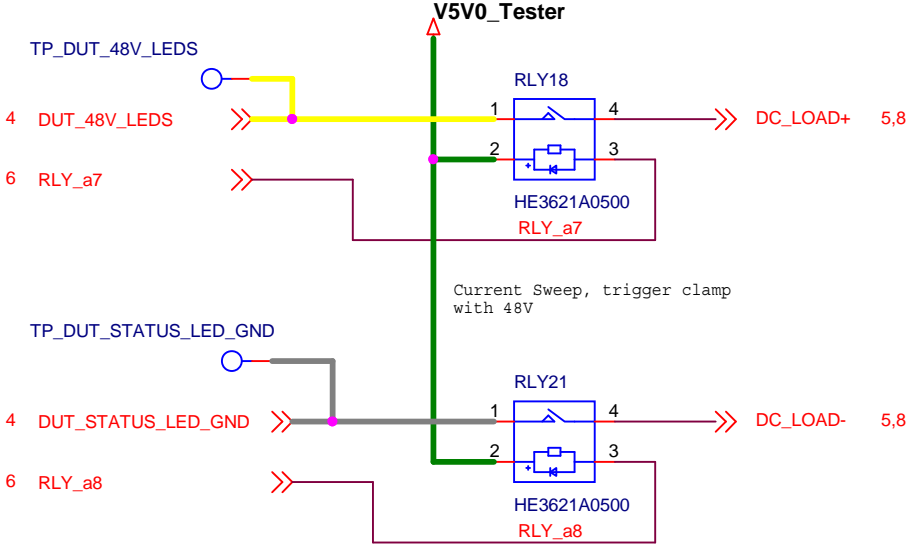 V5V0_Tester
TP_DUT_48V_LEDS
RLY18
4 DUT_48V_LEDS 1 4 DC_LOAD+ 5,8
2 3
+
6 RLY_a7
HE3621A0500
RLY_a7
Current Sweep, trigger clamp
with 48V
TP_DUT_STATUS_LED_GND
RLY21
4 DUT_STATUS_LED_GND 1 4 DC_LOAD- 5,8
2 3
+
6 RLY_a8
HE3621A0500
RLY_a8